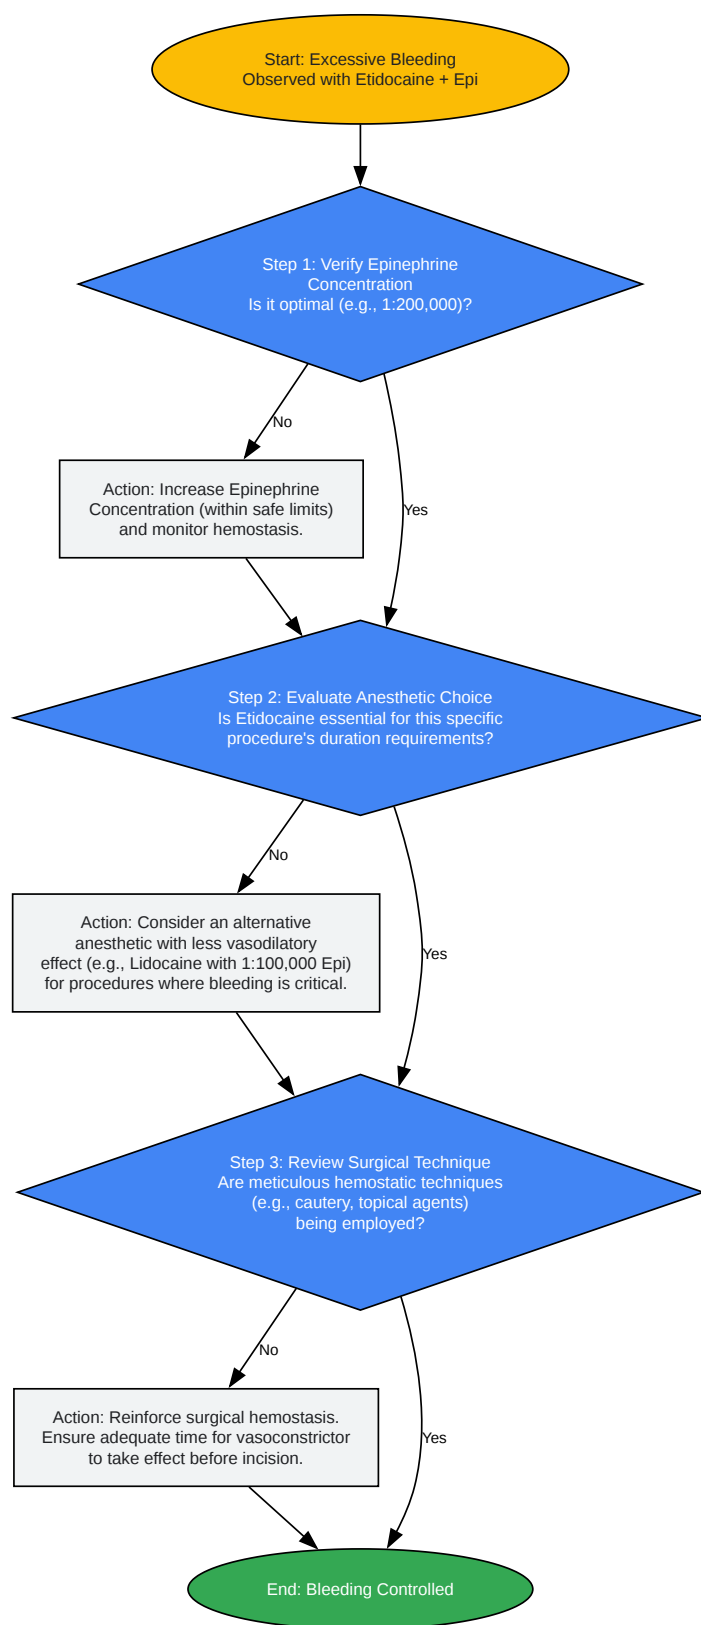 Start: Excessive Bleeding
Observed with Etidocaine + Epi
Step 1: Verify Epinephrine
Concentration
Is it optimal (e.g., 1:200,000)?
No
Yes
Action: Increase Epinephrine
Concentration (within safe limits)
and monitor hemostasis.
Step 2: Evaluate Anesthetic Choice
Is Etidocaine essential for this specific
procedure's duration requirements?
No
Yes
Action: Consider an alternative
anesthetic with less vasodilatory
effect (e.g., Lidocaine with 1:100,000 Epi)
for procedures where bleeding is critical.
Step 3: Review Surgical Technique
Are meticulous hemostatic techniques
(e.g., cautery, topical agents)
being employed?
No
Yes
Action: Reinforce surgical hemostasis.
Ensure adequate time for vasoconstrictor
to take effect before incision.
End: Bleeding Controlled